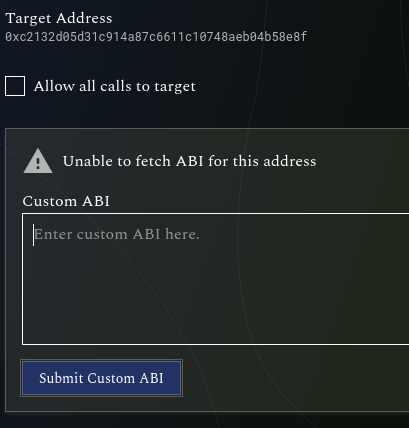 Target Address
0xc2132d05d31c914a87c6611c10748aeb04b58e8f
Allow all calls to target
Unable to fetch ABI for this address
Custom ABI
Enter custom ABI here.
Submit Custom ABI